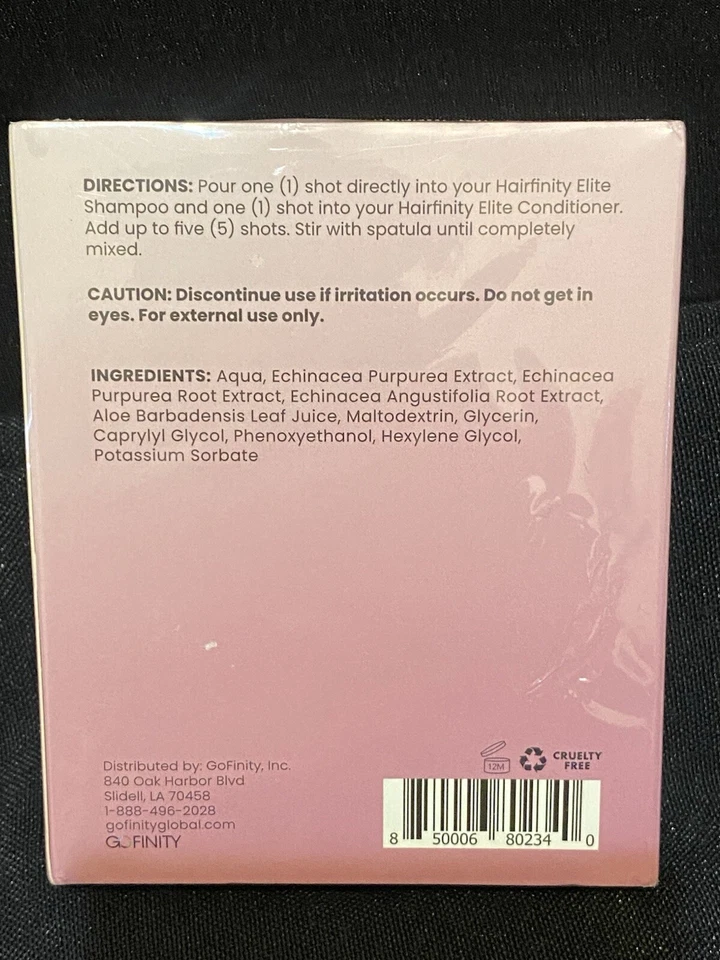 DIRECTIONS: Pour one (1) shot directly into your Hairfinity Elite
Shampoo and one (1) shot into your Hairfinity Elite Conditioner.
Add up to five (5) shots. Stir with spatula until completely
mixed.
CAUTION: Discontinue use if irritation occurs. Do not get in
eyes. For external use only.
INGREDIENTS: Aqua, Echinacea Purpurea Extract, Echinacea
Purpurea Root Extract, Echinacea Angustifolia Root Extract,
Aloe Barbadensis Leaf Juice, Maltodextrin, Glycerin,
Caprylyl Glycol, Phenoxyethanol, Hexylene Glycol,
Potassium Sorbate
Distributed by: GoFinity, Inc.
840 Oak Harbor Blvd
Slidell, LA 70458
1-888-496-2028
gofinityglobal.com
GOFINITY
12M
CRUELTY
FREE
8 50006 80234 0